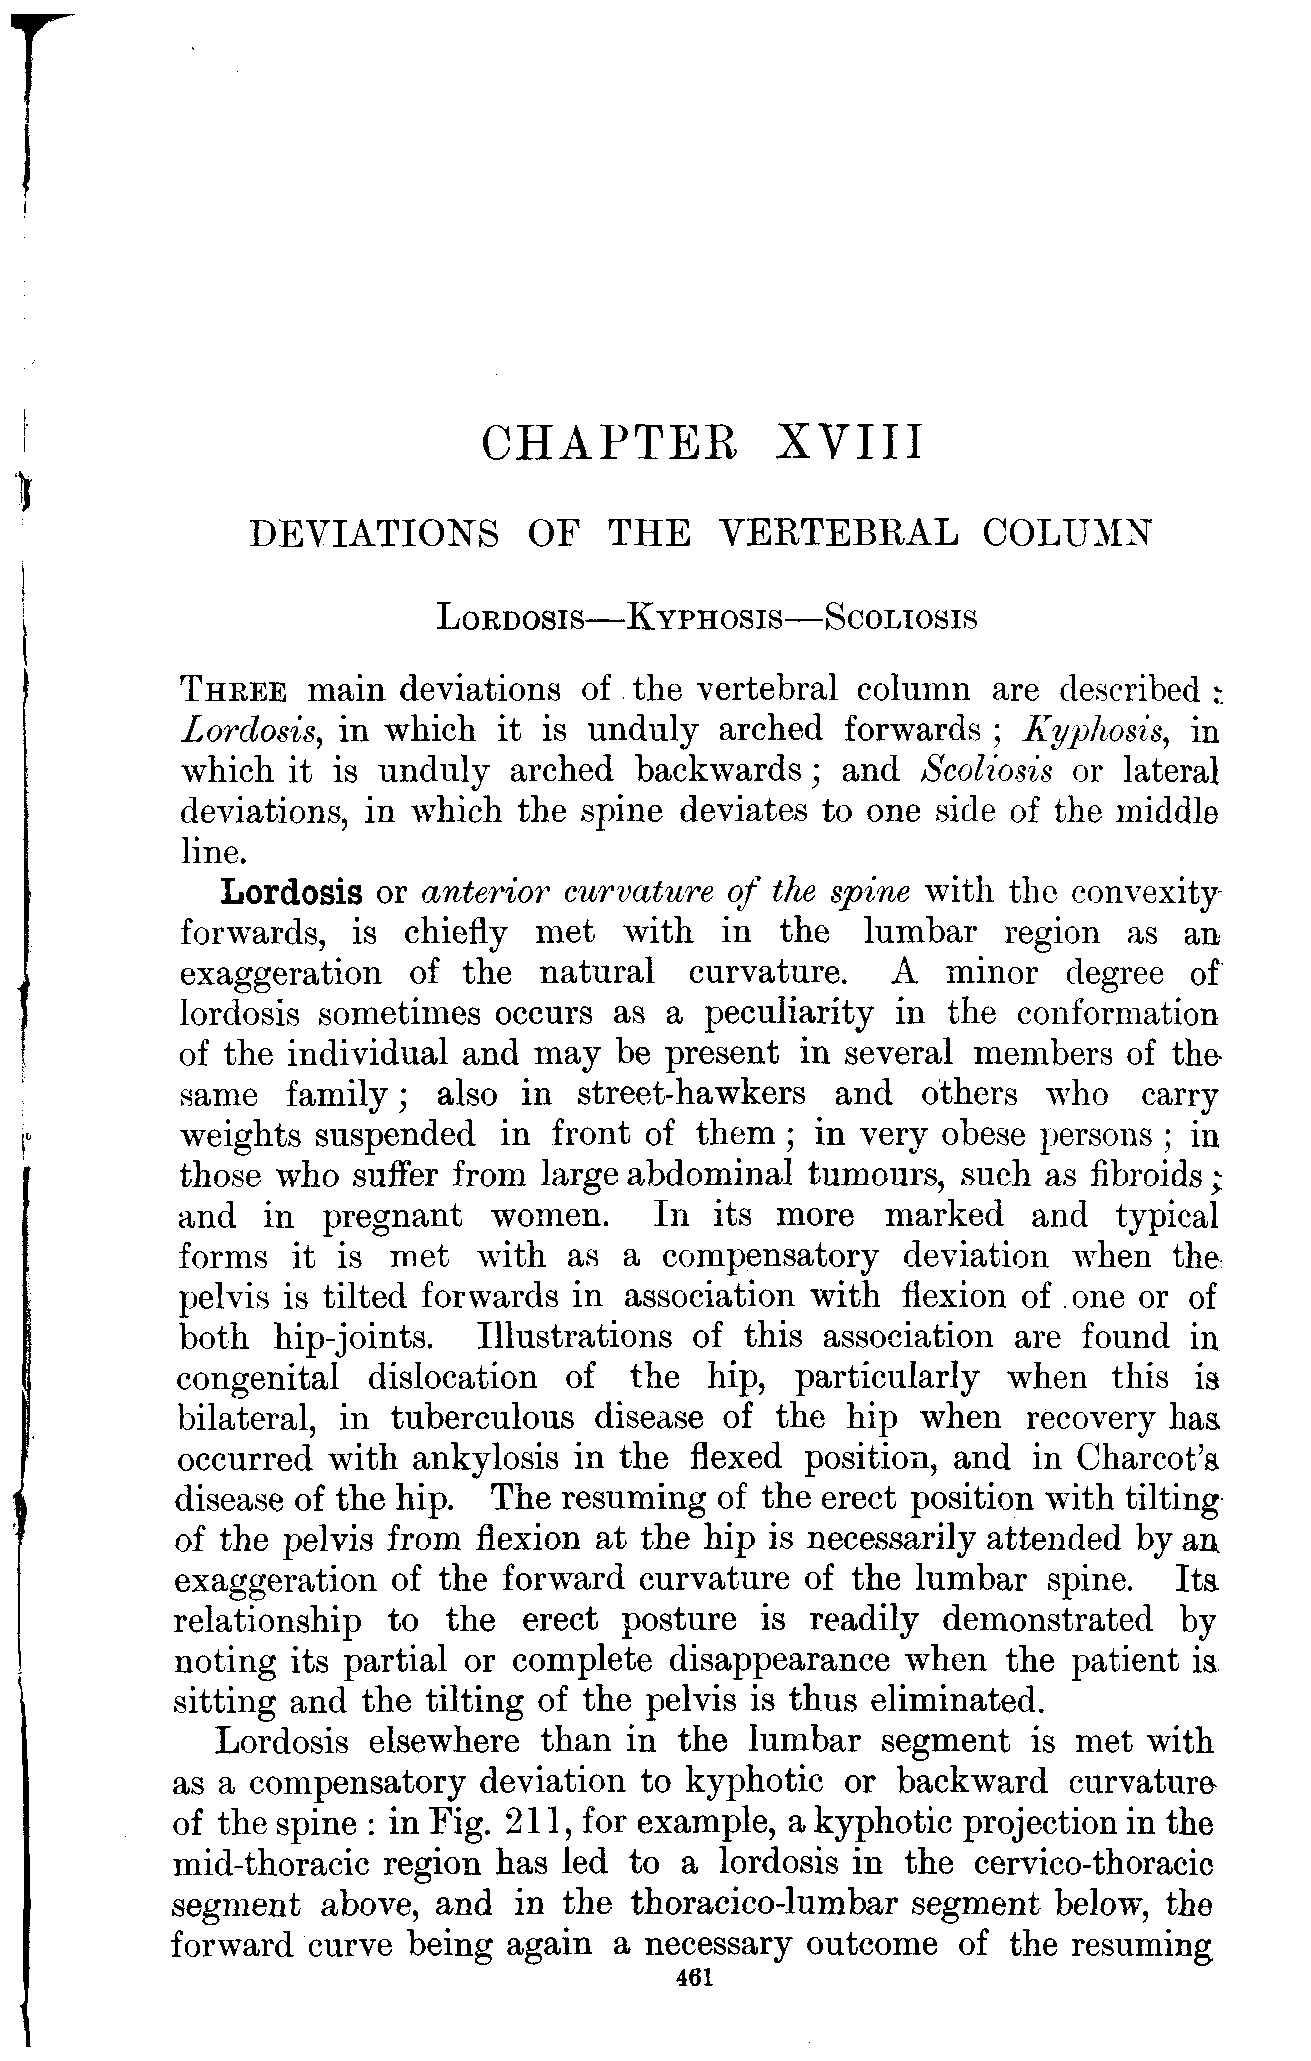 CHAPTER XVIII
DEVIATIONS OF THE VERTEBRAL COLUMN
LORDOSIS—KYPHOSIS—SCOLIOSIS
THREE main deviations of the vertebral column are described :
Lordosis, in which it is unduly arched forwards ; Kyphosis, in
which it is unduly arched backwards ; and Scoliosis or lateral
deviations, in which the spine deviates to one side of the middle
line.
Lordosis or anterior curvature of the spine with the convexity
forwards, is chiefly met with in the lumbar region as an
exaggeration of the natural curvature. A minor degree of
lordosis sometimes occurs as a peculiarity in the conformation
of the individual and may be present in several members of the
same family ; also in street-hawkers and others who carry
weights suspended in front of them ; in very obese persons ; in
those who suffer from large abdominal tumours, such as fibroids ;
and in pregnant women. In its more marked and typical
forms it is met with as a compensatory deviation when the
pelvis is tilted forwards in association with flexion of one or of
both hip-joints. Illustrations of this association are found in
congenital dislocation of the hip, particularly when this is
bilateral, in tuberculous disease of the hip when recovery has
occurred with ankylosis in the flexed position, and in Charcot's
disease of the hip. The resuming of the erect position with tilting
of the pelvis from flexion at the hip is necessarily attended by an
exaggeration of the forward curvature of the lumbar spine. Its
relationship to the erect posture is readily demonstrated by
noting its partial or complete disappearance when the patient is
sitting and the tilting of the pelvis is thus eliminated.
Lordosis elsewhere than in the lumbar segment is met with
as a compensatory deviation to kyphotic or backward curvature
of the spine : in Fig. 211, for example, a kyphotic projection in the
mid-thoracic region has led to a lordosis in the cervico-thoracic
segment above, and in the thoracico-lumbar segment below, the
forward curve being again a necessary outcome of the resuming
461